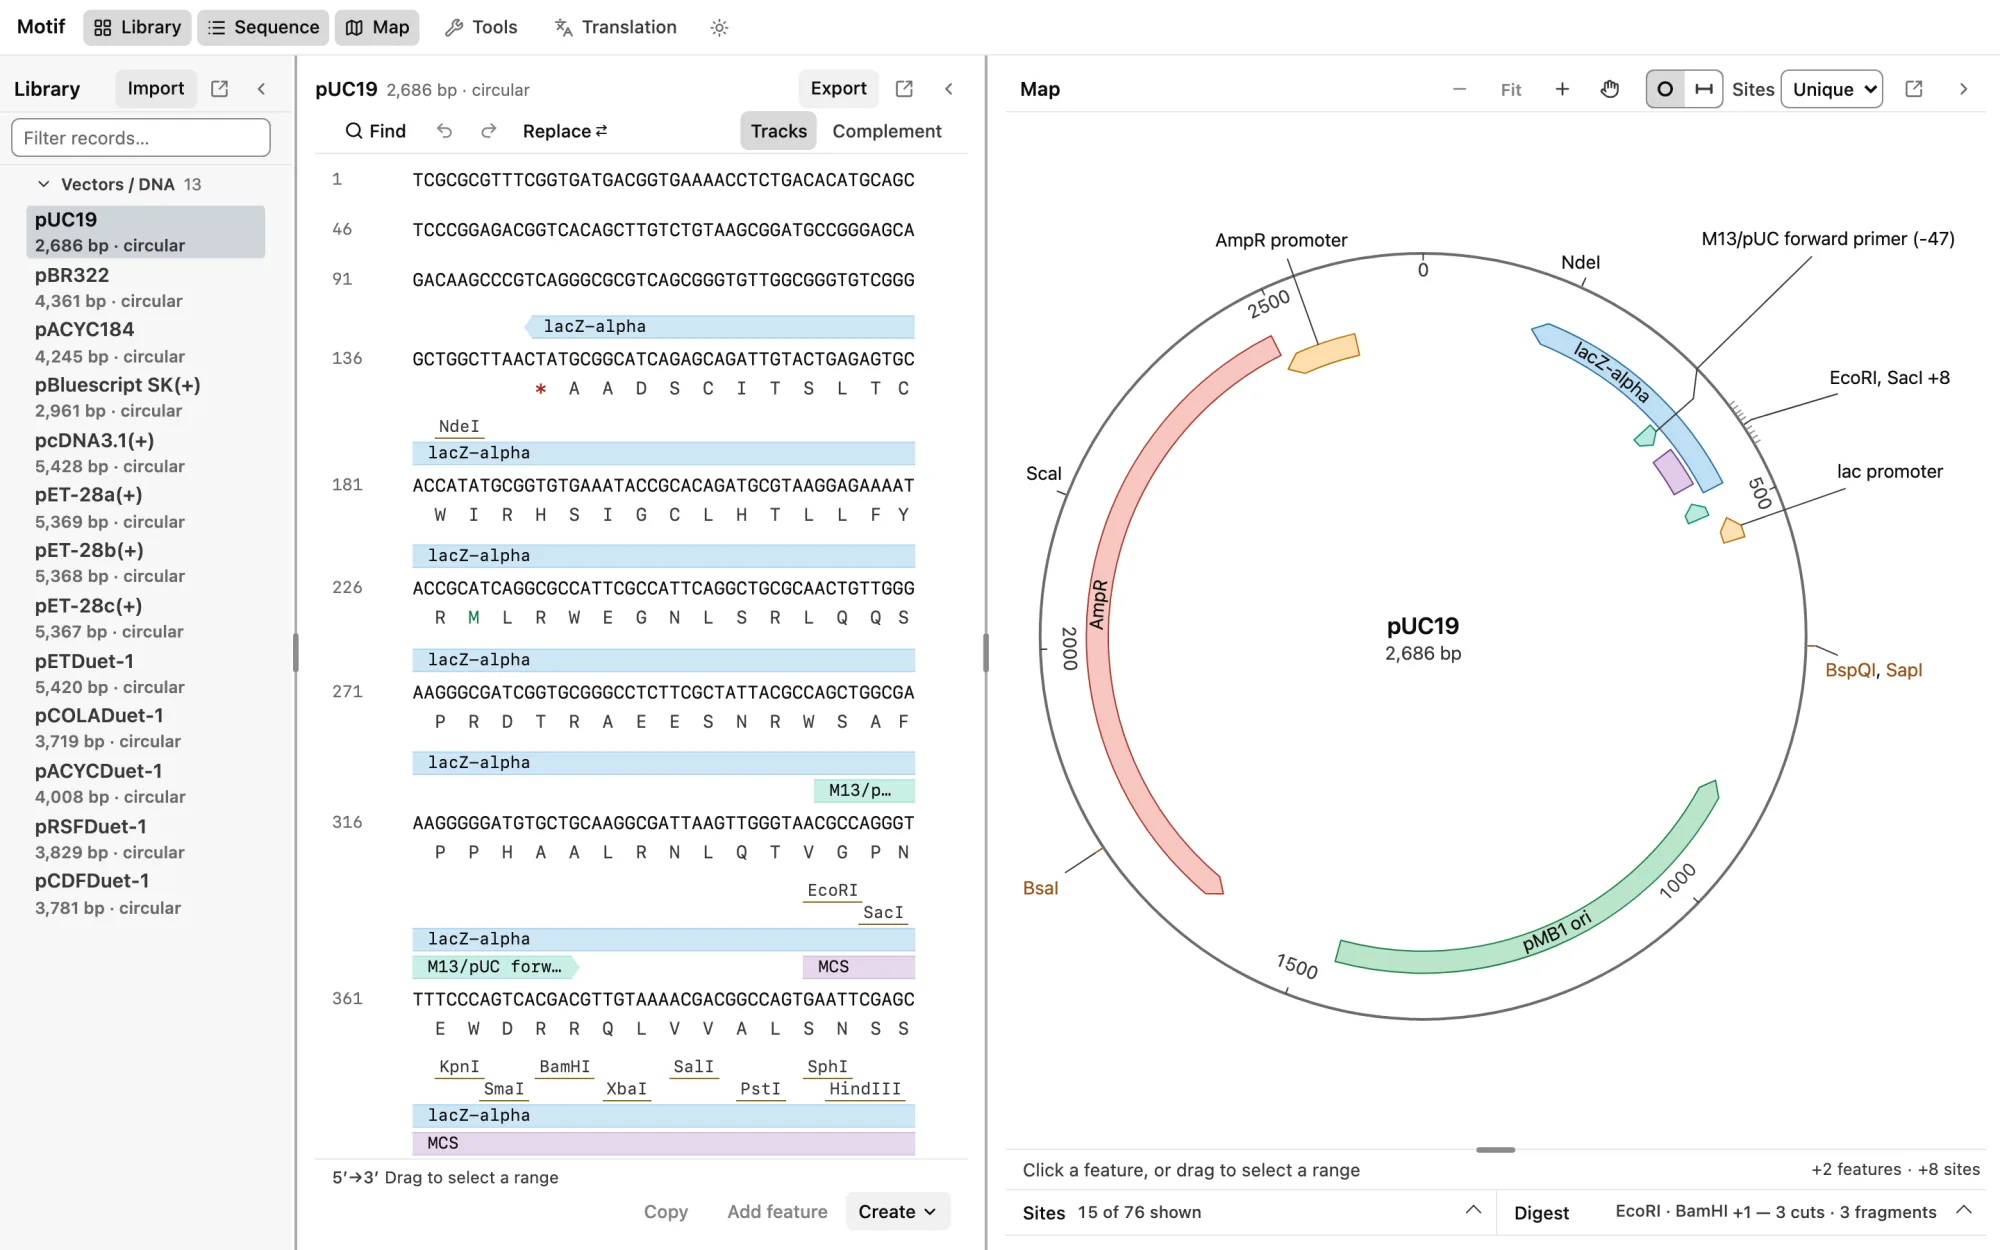 Motif Library Sequence Map Tools Translation
Library Import
Filter records...
Vectors / DNA 13
pUC19
2,686 bp · circular
pBR322
4,361 bp · circular
pACYC184
4,245 bp · circular
pBluescript SK(+)
2,961 bp · circular
pcDNA3.1(+)
5,428 bp · circular
pET-28a(+)
5,369 bp · circular
pET-28b(+)
5,368 bp · circular
pET-28c(+)
5,367 bp · circular
pETDuet-1
5,420 bp · circular
pCOLADuet-1
3,719 bp · circular
pACYCDuet-1
4,008 bp · circular
pRSFDuet-1
3,829 bp · circular
pCDFDuet-1
3,781 bp · circular
pUC19 2,686 bp · circular Export
Find Replace Tracks Complement
1 TCGCGCGTTTCGGTGATGACGGTGAAAACCTCTGACACATGCAGC
46 TCCCGGAGACGGTCACAGCTTGTCTGTAAGCGGATGCCGGGAGCA
91 GACAAGCCCGTCAGGGCGCGTCAGCGGGTGTTGGCGGGTGTCGGG
lacZ-alpha
136 GCTGGCTTAACTATGCGGCATCAGAGCAGATTGTACTGAGAGTGC
* A A D S C I T S L T C
NdeI
lacZ-alpha
181 ACCATATGCGGTGTGAAATACCGCACAGATGCGTAAGGAGAAAAT
W I R H S I G C L H T L L F Y
lacZ-alpha
226 ACCGCATCAGGCGCCATTCGCCATTCAGGCTGCGCAACTGTTGGG
R M L R W E G N L S R L Q Q S
lacZ-alpha
271 AAGGGCGATCGGTGCGGGCCTCTTCGCTATTACGCCAGCTGGCGA
P R D T R A E E S N R W S A F
lacZ-alpha
M13/p…
316 AAGGGGGATGTGCTGCAAGGCGATTAAGTTGGGTAACGCCAGGGT
P P H A A L R N L Q T V G P N
EcoRI
SacI
lacZ-alpha
M13/pUC forw… MCS
361 TTTCCCAGTCACGACGTTGTAAAACGACGGCCAGTGAATTCGAGC
E W D R R Q L V V A L S N S S
KpnI BamHI SalI SphI
SmaI XbaI PstI HindIII
lacZ-alpha
MCS
5′→3′ Drag to select a range
Copy Add feature Create
Map Fit Sites Unique
AmpR promoter
M13/pUC forward primer (-47)
NdeI
0
2500
lacZ-alpha
EcoRI, SacI +8
ScaI
lac promoter
500
AmpR
2000
pUC19
2,686 bp
BspQI, SapI
BsaI
1000
pMB1 ori
1500
Click a feature, or drag to select a range +2 features · +8 sites
Sites 15 of 76 shown Digest EcoRI · BamHI +1 — 3 cuts · 3 fragments